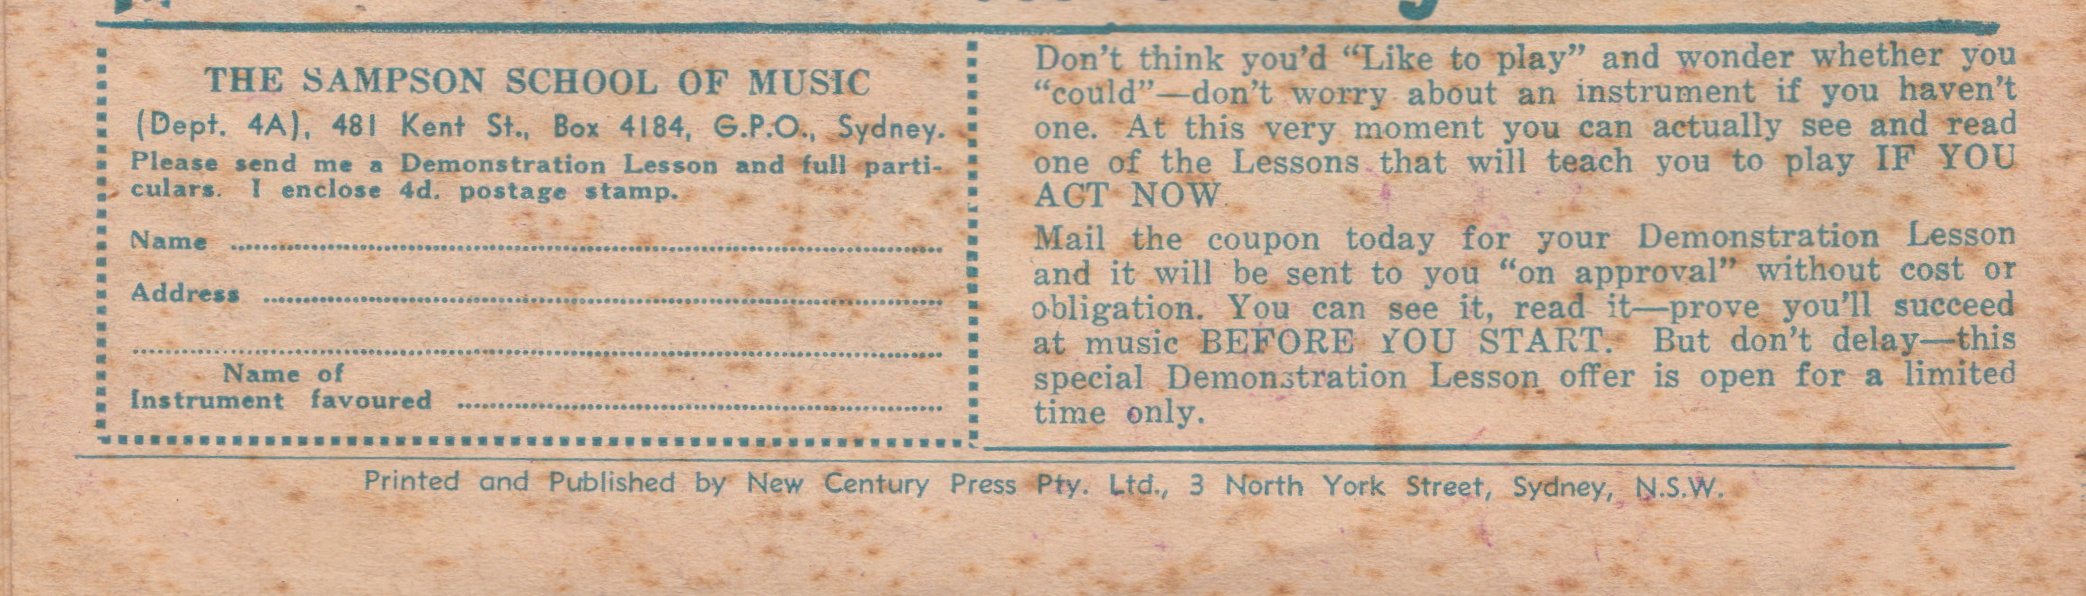 THE SAMPSON SCHOOL OF MUSIC
(Dept. 4A), 481 Kent St., Box 4184, G.P.O., Sydney.
Please send me a Demonstration Lesson and full parti-
culars. I enclose 4d. postage stamp.
Name
Address
Name of
Instrument favoured
Don't think you'd “Like to play” and wonder whether you
“could”—don't worry about an instrument if you haven't
one. At this very moment you can actually see and read
one of the Lessons that will teach you to play IF YOU
ACT NOW
Mail the coupon today for your Demonstration Lesson
and it will be sent to you “on approval” without cost or
obligation. You can see it, read it—prove you'll succeed
at music BEFORE YOU START. But don't delay—this
special Demonstration Lesson offer is open for a limited
time only.
Printed and Published by New Century Press Pty. Ltd., 3 North York Street, Sydney, N.S.W.